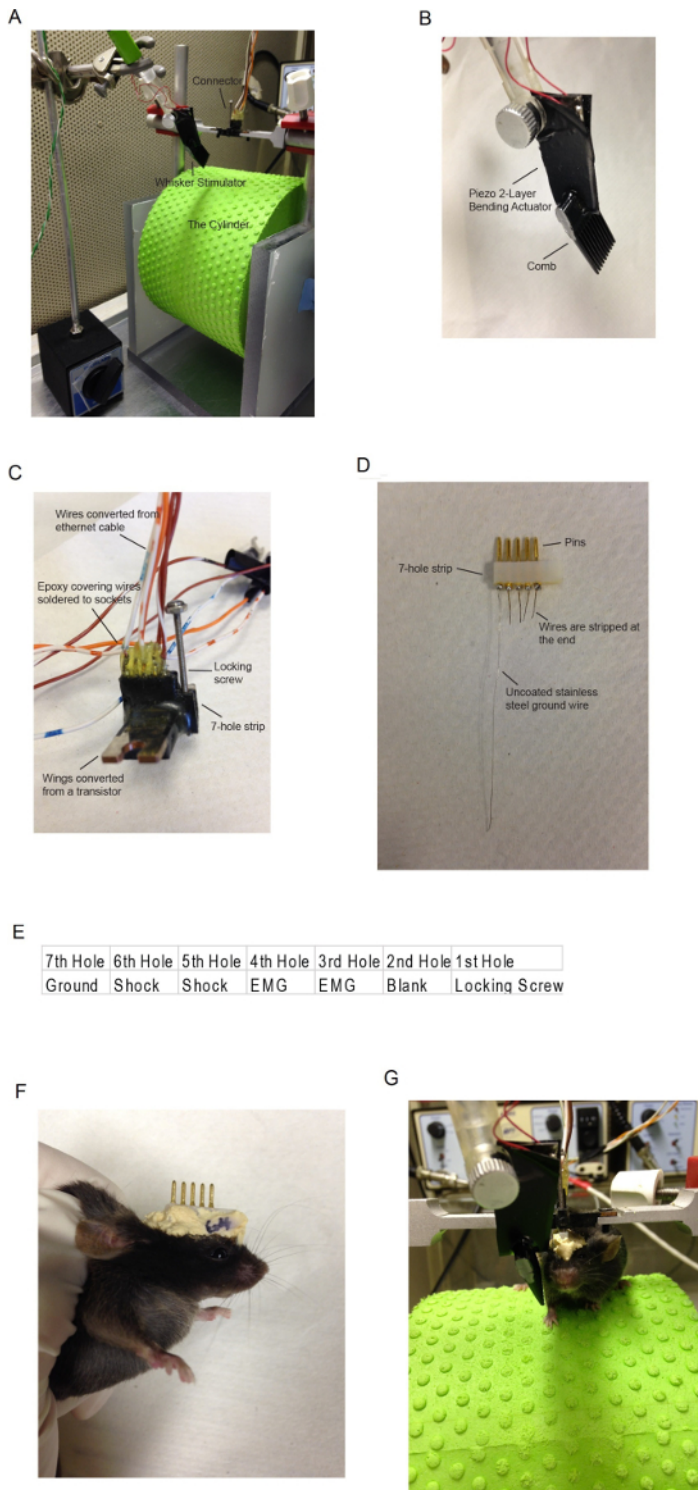 A
Connector
Whisker Stimulator
The Cylinder
B
Piezo 2-Layer
Bending Actuator
Comb
C
Wires converted from
ethernet cable
Epoxy covering wires
soldered to sockets
Locking
screw
7-hole strip
Wings converted
from a transistor
D
Pins
7-hole strip
Wires are stripped at
the end
Uncoated stainless
steel ground wire
E
7th Hole 6th Hole 5th Hole 4th Hole 3rd Hole 2nd Hole 1st Hole
Ground Shock Shock EMG EMG Blank Locking Screw
F
G